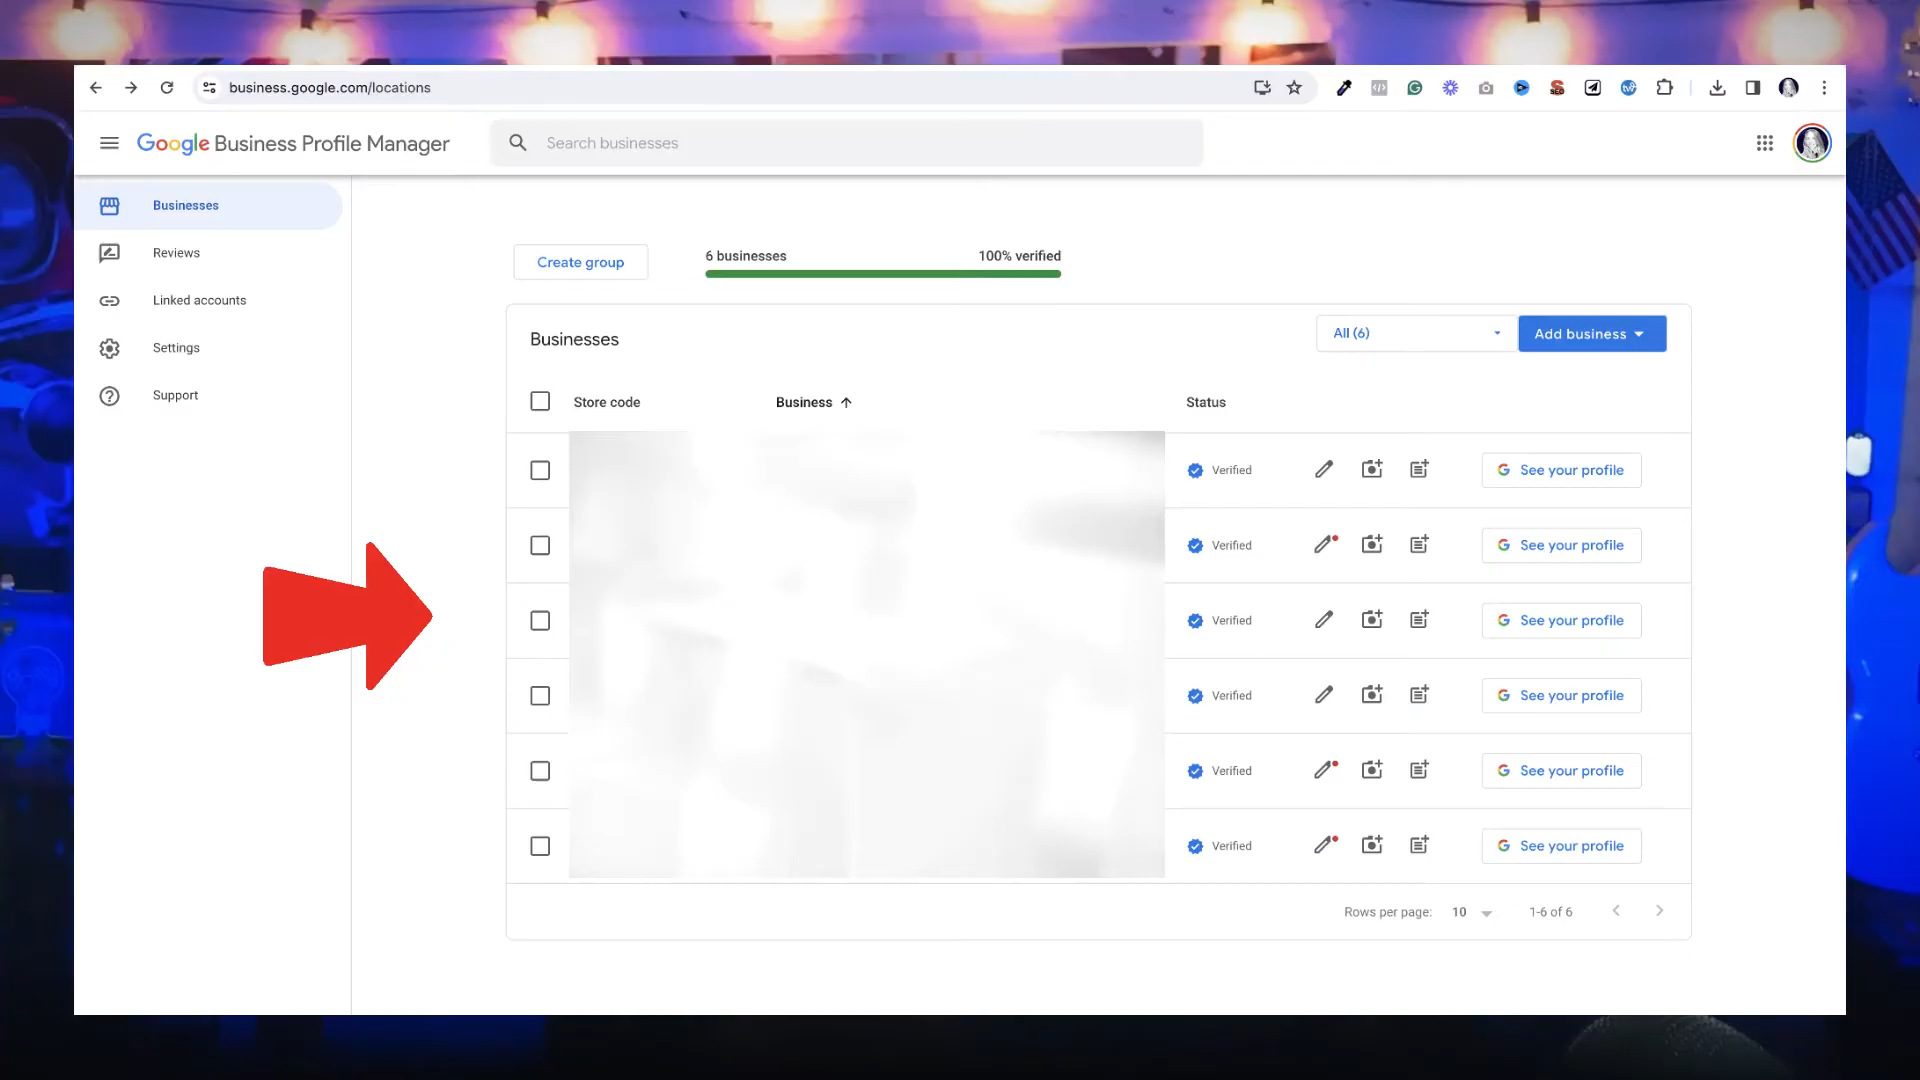 business.google.com/locations
Google Business Profile Manager
Search businesses
Businesses
Reviews
Linked accounts
Settings
Support
Create group
6 businesses
100% verified
Businesses
All (6)
Add business
Store code
Business
Status
Verified
See your profile
Verified
See your profile
Verified
See your profile
Verified
See your profile
Verified
See your profile
Verified
See your profile
Rows per page:
10
1-6 of 6